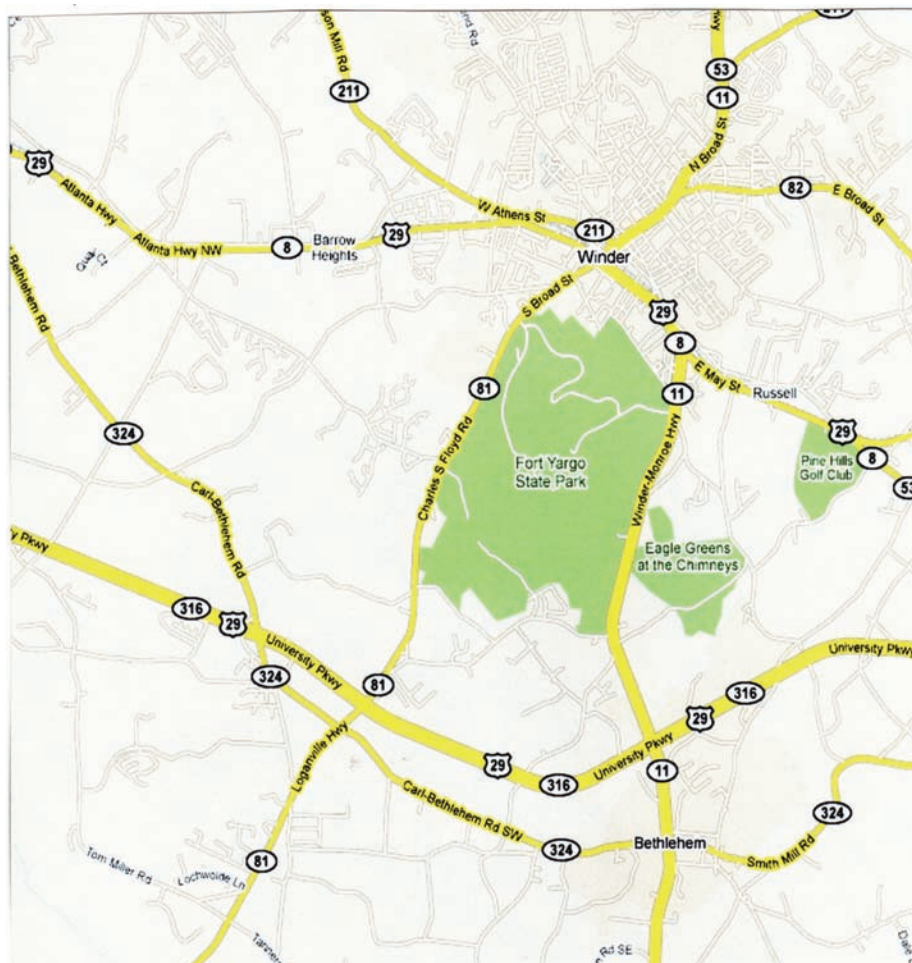 211
53
11
N Broad St
211
82
E Broad St
29
Atlanta Hwy
W Athens St
211
Atlanta Hwy NW
8
Barrow
Heights
29
Winder
Bethlehem Rd
S Broad St
29
8
E May St
Russell
81
11
324
29
8
53
Pine Hills
Golf Club
Fort Yargo
State Park
Charles S Floyd Rd
Winder-Monroe Hwy
Carl-Bethlehem Rd
Eagle Greens
at the Chimneys
316
29
University Pkwy
University Pkwy
324
81
316
29
Loganville Hwy
29
316
University Pkwy
11
Carl-Bethlehem Rd SW
324
324
Bethlehem
Smith Mill Rd
81
Tom Miller Rd
Lochwolde Ln
Rd SE